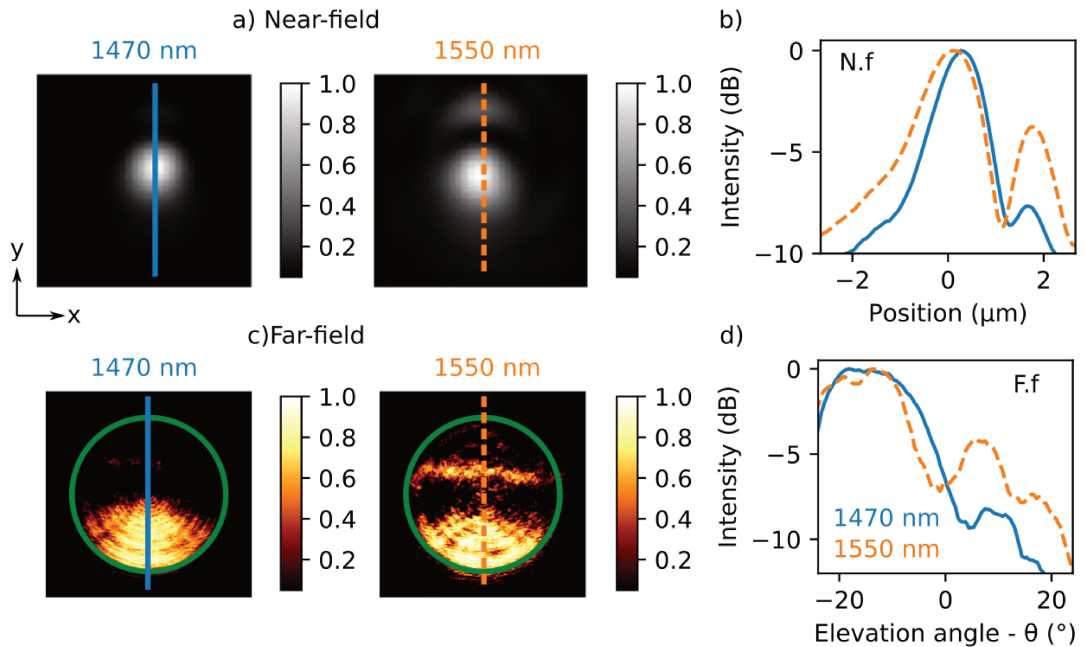 a) Near-field
1470 nm
1550 nm
1.0
0.8
0.6
0.4
0.2
1.0
0.8
0.6
0.4
0.2
y
x
b)
N.f
Intensity (dB)
0
−5
−10
−2
0
2
Position (μm)
c)Far-field
1470 nm
1550 nm
1.0
0.8
0.6
0.4
0.2
1.0
0.8
0.6
0.4
0.2
d)
F.f
Intensity (dB)
0
−5
−10
1470 nm
1550 nm
−20
0
20
Elevation angle - θ (°)